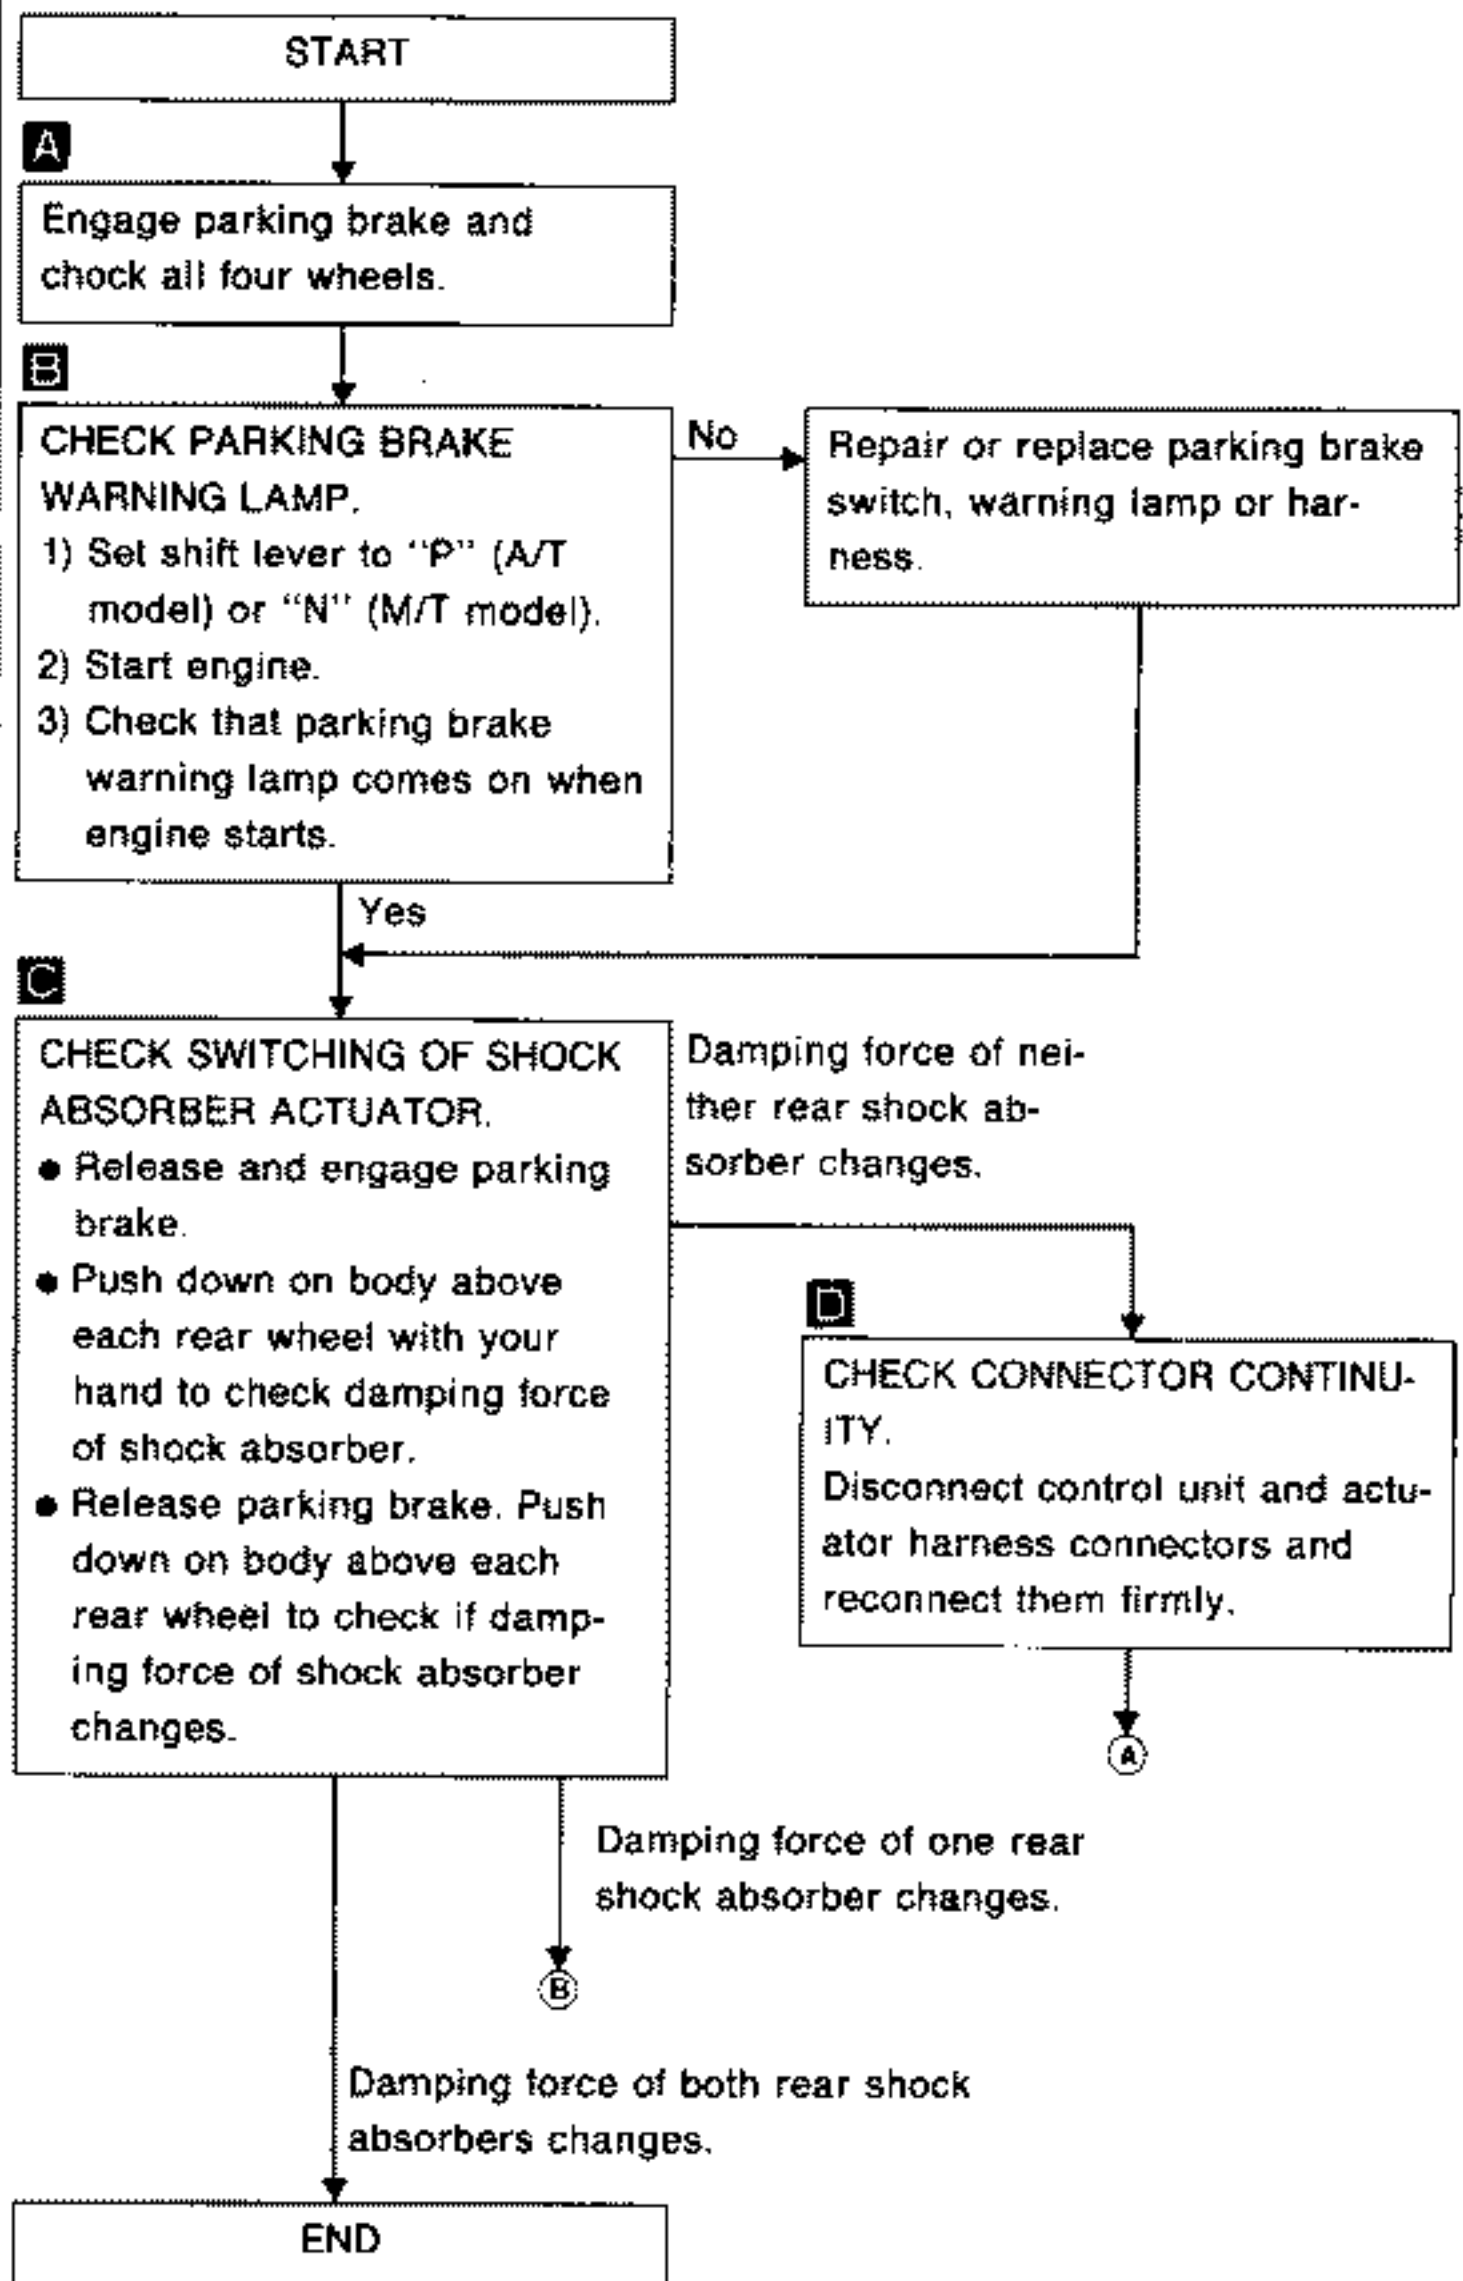 START
A
Engage parking brake and
chock all four wheels.
B
CHECK PARKING BRAKE
WARNING LAMP.
1) Set shift lever to "P" (A/T
model) or "N" (M/T model).
2) Start engine.
3) Check that parking brake
warning lamp comes on when
engine starts.
No
Repair or replace parking brake
switch, warning lamp or har-
ness.
Yes
C
CHECK SWITCHING OF SHOCK
ABSORBER ACTUATOR.
● Release and engage parking
brake.
● Push down on body above
each rear wheel with your
hand to check damping force
of shock absorber.
● Release parking brake. Push
down on body above each
rear wheel to check if damp-
ing force of shock absorber
changes.
Damping force of nei-
ther rear shock ab-
sorber changes.
D
CHECK CONNECTOR CONTINU-
ITY.
Disconnect control unit and actu-
ator harness connectors and
reconnect them firmly.
A
Damping force of one rear
shock absorber changes.
B
Damping force of both rear shock
absorbers changes.
END